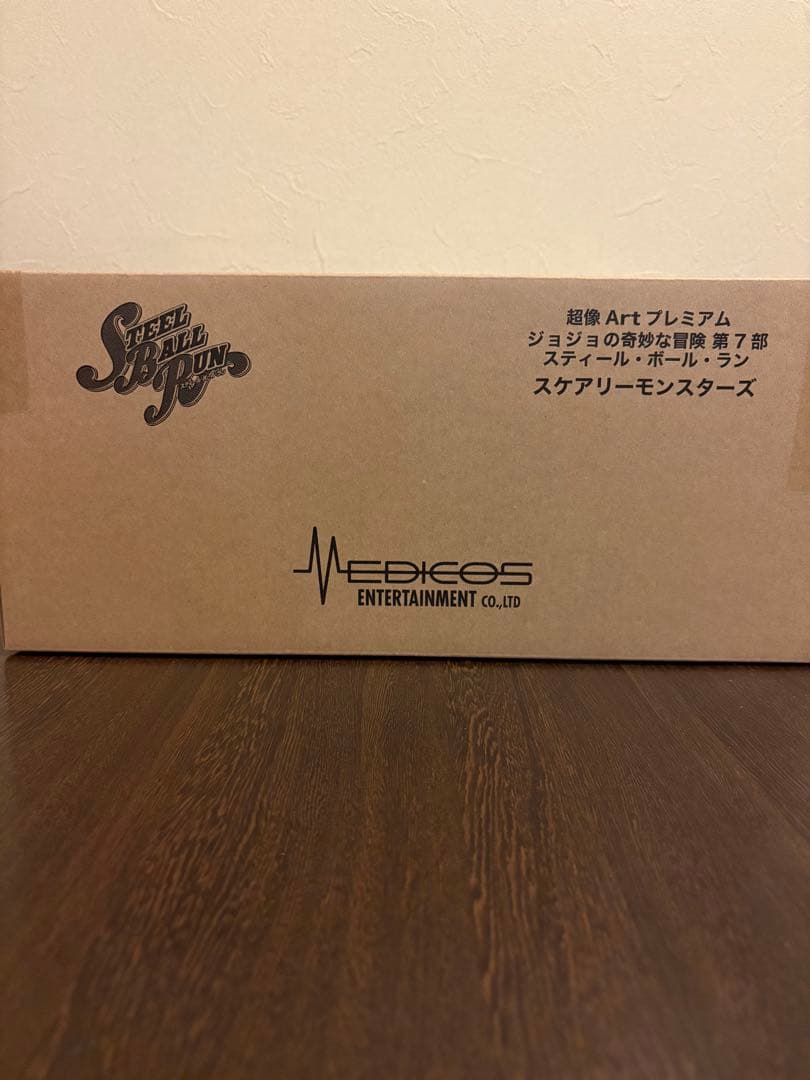 STEEL
BALL
RUN
超像 Art プレミアム
ジョジョの奇妙な冒険 第 7 部
スティール・ボール・ラン
スケアリーモンスターズ
MEDICOS
ENTERTAINMENT CO.,LTD